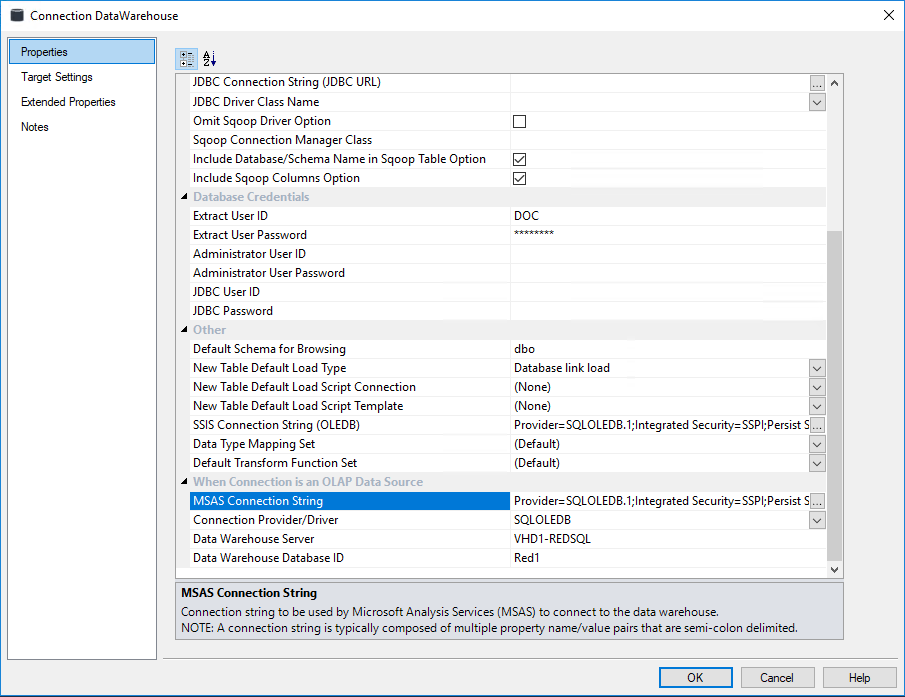 Connection DataWarehouse
Properties
Target Settings
Extended Properties
Notes
JDBC Connection String (JDBC URL) ...
JDBC Driver Class Name
Omit Sqoop Driver Option
Sqoop Connection Manager Class
Include Database/Schema Name in Sqoop Table Option
Include Sqoop Columns Option
Database Credentials
Extract User ID DOC
Extract User Password ********
Administrator User ID
Administrator User Password
JDBC User ID
JDBC Password
Other
Default Schema for Browsing dbo
New Table Default Load Type Database link load
New Table Default Load Script Connection (None)
New Table Default Load Script Template (None)
SSIS Connection String (OLEDB) Provider=SQLOLEDB.1;Integrated Security=SSPI;Persist S ...
Data Type Mapping Set (Default)
Default Transform Function Set (Default)
When Connection is an OLAP Data Source
MSAS Connection String Provider=SQLOLEDB.1;Integrated Security=SSPI;Persist S ...
Connection Provider/Driver SQLOLEDB
Data Warehouse Server VHD1-REDSQL
Data Warehouse Database ID Red1
MSAS Connection String
Connection string to be used by Microsoft Analysis Services (MSAS) to connect to the data warehouse.
NOTE: A connection string is typically composed of multiple property name/value pairs that are semi-colon delimited.
OK Cancel Help